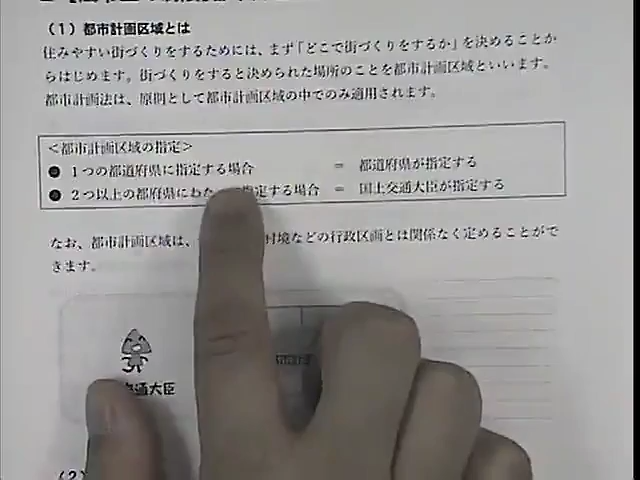 （1）都市計画区域とは
住みやすい街づくりをするためには、まず「どこで街づくりをするか」を決めることか
らはじめます。街づくりをすると決められた場所のことを都市計画区域といいます。
都市計画法は、原則として都市計画区域の中でのみ適用されます。
＜都市計画区域の指定＞
● 1つの都道府県に指定する場合 ＝ 都道府県が指定する
● 2つ以上の都府県にわた 指定する場合 ＝ 国土交通大臣が指定する
なお、都市計画区域は、 村境などの行政区画とは関係なく定めることがで
きます。
交通大臣
（2）